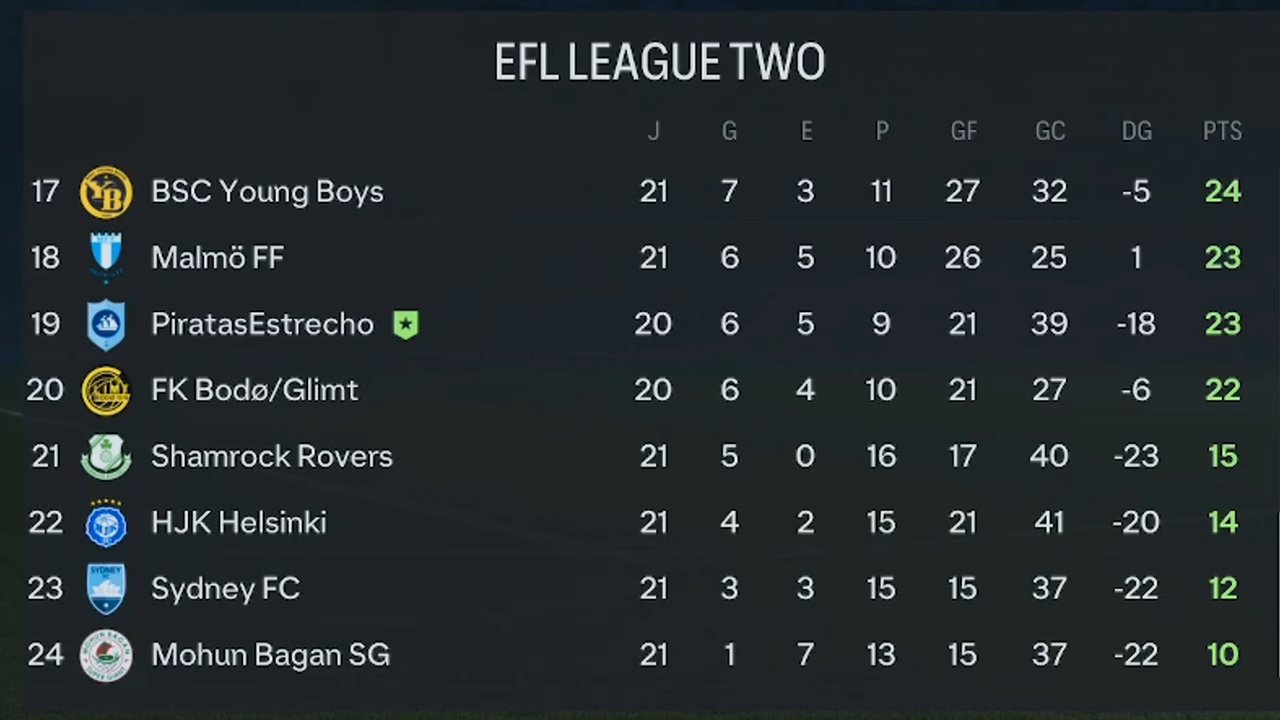 EFL LEAGUE TWO
J G E P GF GC DG PTS
17 BSC Young Boys 21 7 3 11 27 32 -5 24
18 Malmö FF 21 6 5 10 26 25 1 23
19 PiratasEstrecho 20 6 5 9 21 39 -18 23
20 FK Bodø/Glimt 20 6 4 10 21 27 -6 22
21 Shamrock Rovers 21 5 0 16 17 40 -23 15
22 HJK Helsinki 21 4 2 15 21 41 -20 14
23 Sydney FC 21 3 3 15 15 37 -22 12
24 Mohun Bagan SG 21 1 7 13 15 37 -22 10